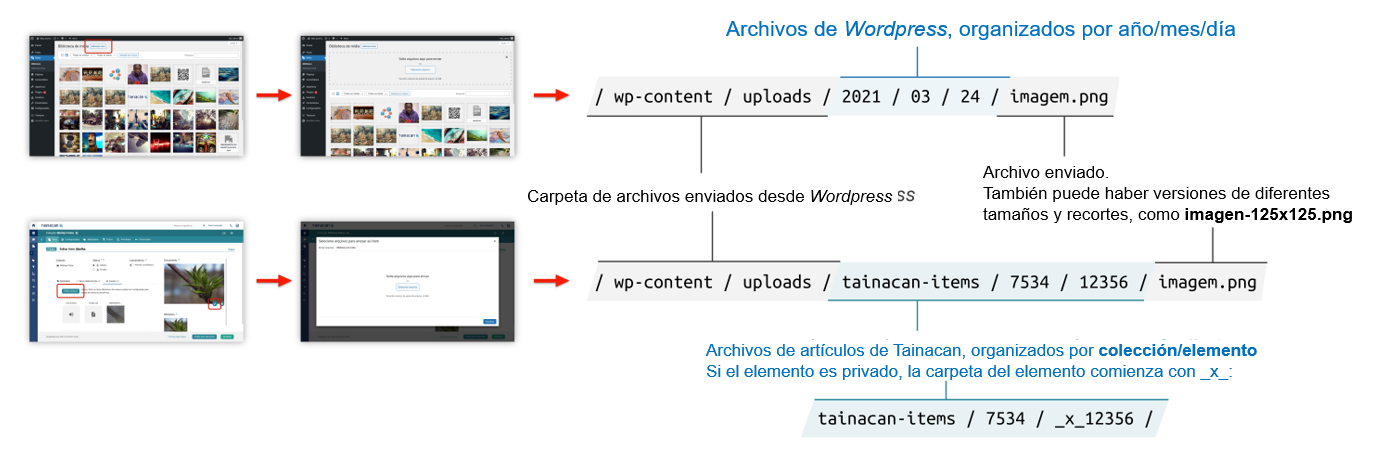 Archivos de Wordpress, organizados por año/mes/día
/ wp-content / uploads / 2021 / 03 / 24 / imagem.png
Archivo enviado.
También puede haber versiones de diferentes
tamaños y recortes, como imagen-125x125.png
Carpeta de archivos enviados desde Wordpress ss
/ wp-content / uploads / tainacan-items / 7534 / 12356 / imagem.png
Archivos de artículos de Tainacan, organizados por colección/elemento
Si el elemento es privado, la carpeta del elemento comienza con _x_:
tainacan-items / 7534 / _x_12356 /